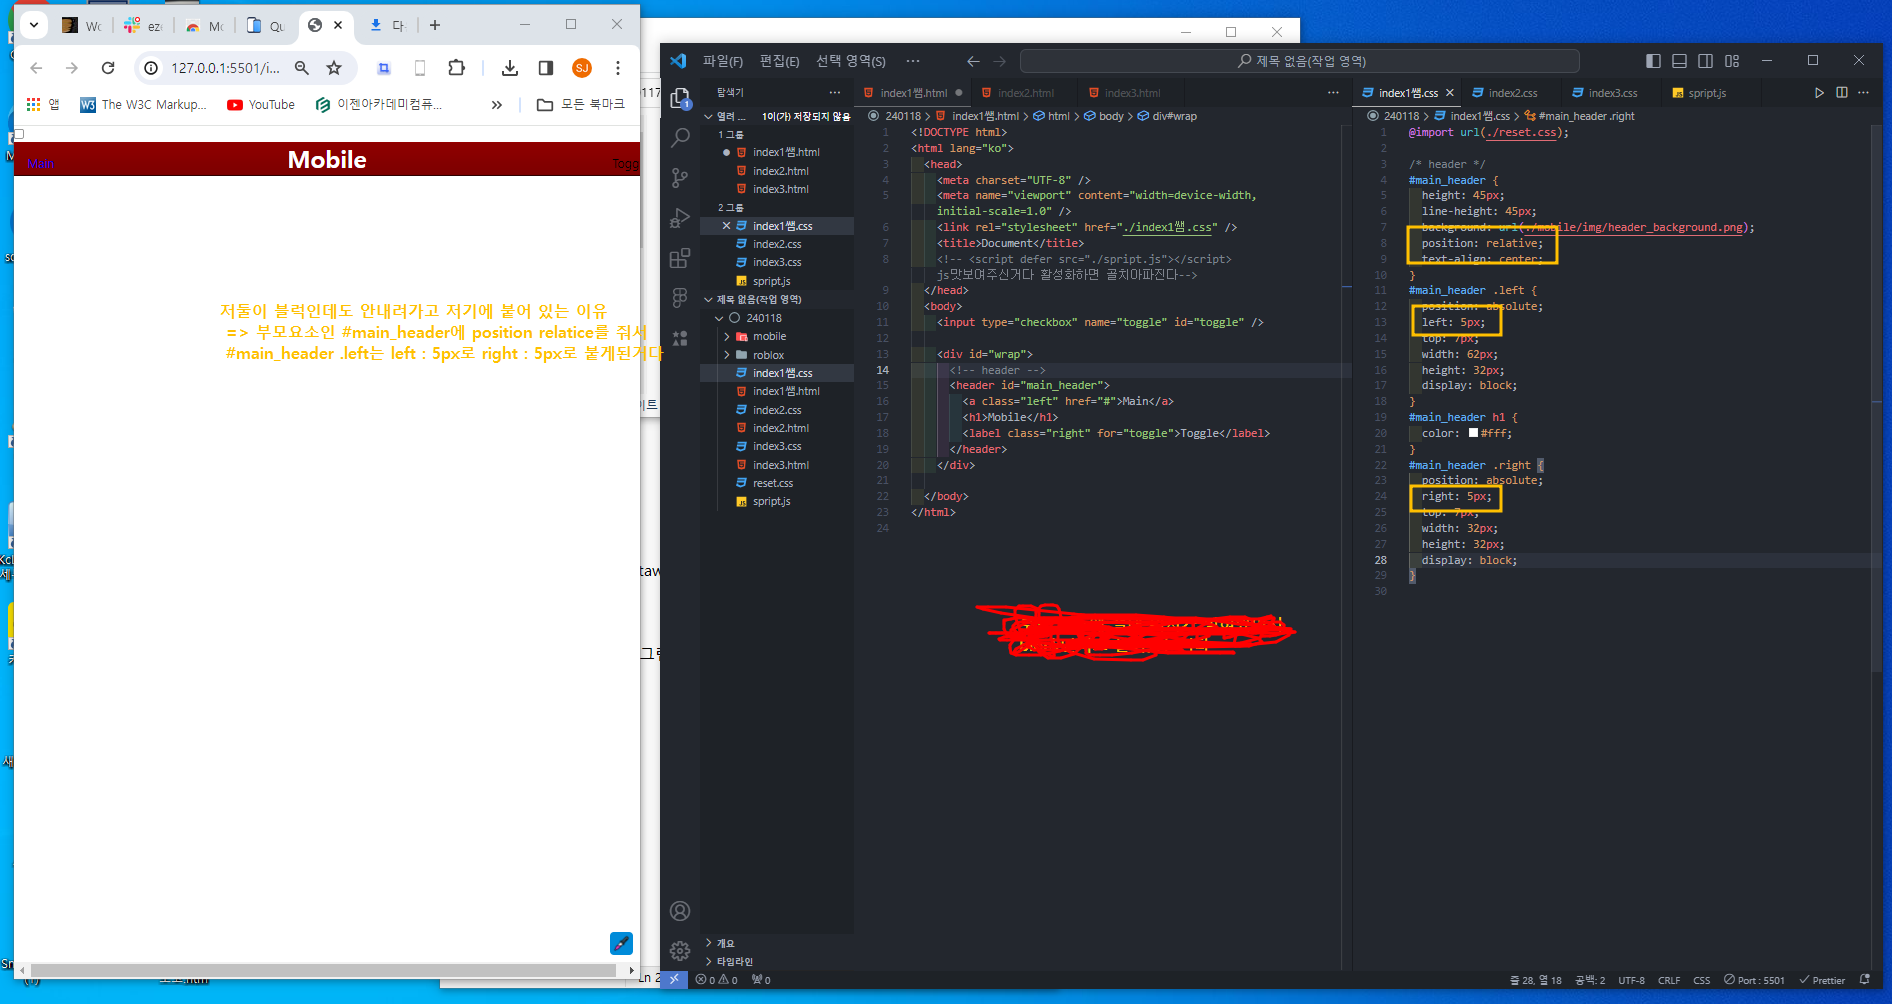 W
ez
M
Qu
다
127.0.0.1:5501/i...
SJ
앱
The W3C Markup...
YouTube
이젠아카데미컴퓨...
»
모든 북마크
Main
Mobile
Togg
저둘이 블럭인데도 안내려가고 저기에 붙어 있는 이유
=> 부모요소인 #main_header에 position relatice를 줘서
#main_header .left는 left : 5px로 right : 5px로 붙게된거다
파일(F) 편집(E) 선택 영역(S) ···
제목 없음(작업 영역)
탐색기
열려 ... 1이(가) 저장되지 않음
1 그룹
index1쌤.html
index2.html
index3.html
2 그룹
index1쌤.css
index2.css
index3.css
spript.js
제목 없음(작업 영역)
240118
mobile
roblox
index1쌤.css
index1쌤.html
index2.css
index2.html
index3.css
index3.html
reset.css
spript.js
개요
타임라인
index1쌤.html index2.html index3.html
240118 > index1쌤.html > html > body > div#wrap
1 <!DOCTYPE html>
2 <html lang="ko">
3 <head>
4 <meta charset="UTF-8" />
5 <meta name="viewport" content="width=device-width,
initial-scale=1.0" />
6 <link rel="stylesheet" href="./index1쌤.css" />
7 <title>Document</title>
8 <!-- <script defer src="./spript.js"></script>
js맛보여주신거다 활성화하면 골치아파진다-->
9 </head>
10 <body>
11 <input type="checkbox" name="toggle" id="toggle" />
12
13 <div id="wrap">
14 <!-- header -->
15 <header id="main_header">
16 <a class="left" href="#">Main</a>
17 <h1>Mobile</h1>
18 <label class="right" for="toggle">Toggle</label>
19 </header>
20 </div>
21
22 </body>
23 </html>
24
index1쌤.css index2.css index3.css spript.js
240118 > index1쌤.css > #main_header .right
1 @import url(./reset.css);
2
3 /* header */
4 #main_header {
5 height: 45px;
6 line-height: 45px;
7 background: url(./mobile/img/header_background.png);
8 position: relative;
9 text-align: center;
10 }
11 #main_header .left {
12 position: absolute;
13 left: 5px;
14 top: 7px;
15 width: 62px;
16 height: 32px;
17 display: block;
18 }
19 #main_header h1 {
20 color: #fff;
21 }
22 #main_header .right {
23 position: absolute;
24 right: 5px;
25 top: 7px;
26 width: 32px;
27 height: 32px;
28 display: block;
29 }
30
0 0 0
줄 28, 열 18 공백: 2 UTF-8 CRLF CSS Port : 5501 Prettier